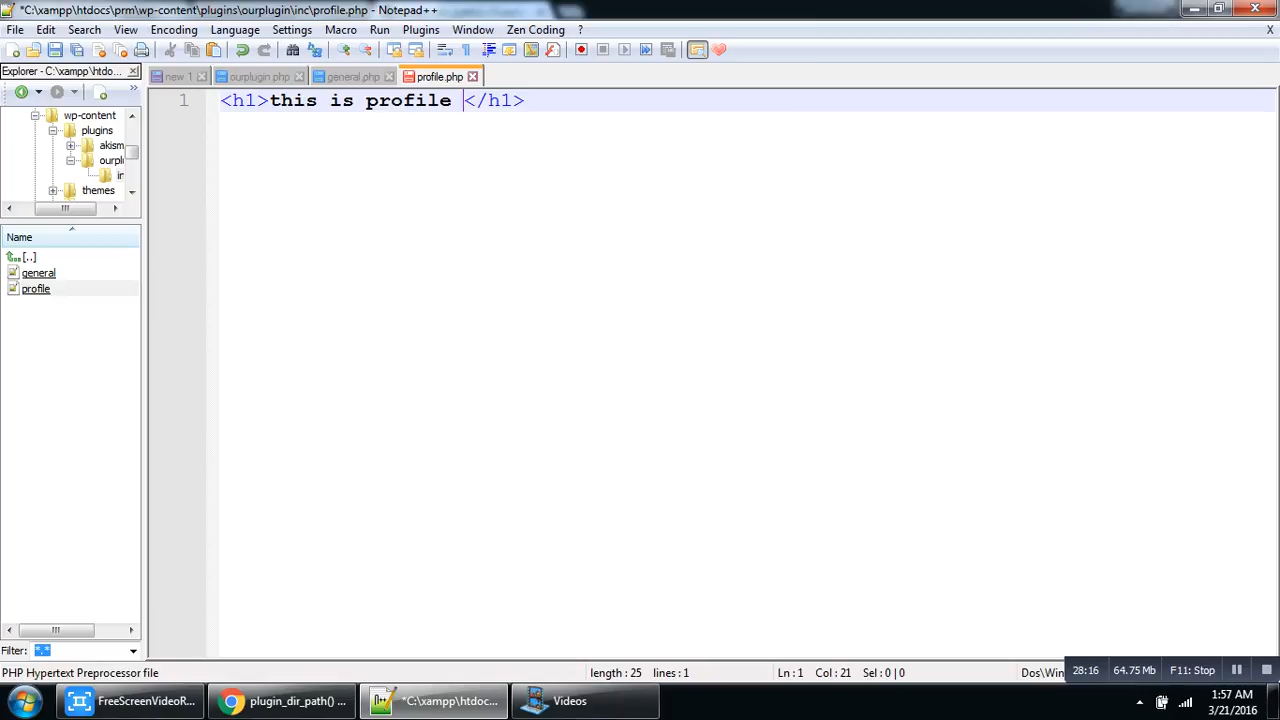 *C:\xampp\htdocs\prm\wp-content\plugins\ourplugin\inc\profile.php - Notepad++
File Edit Search View Encoding Language Settings Macro Run Plugins Window Zen Coding ? X
Explorer - C:\xampp\htdo...
new 1 ourplugin.php general.php profile.php
1 <h1>this is profile </h1>
wp-content
plugins
akism
ourplu
in
themes
Name
[..]
general
profile
Filter: *.*
PHP Hypertext Preprocessor file length : 25 lines : 1 Ln : 1 Col : 21 Sel : 0 | 0 Dos\Win
28:16 64.75 Mb F11: Stop
FreeScreenVideoR... plugin_dir_path() ... *C:\xampp\htdoc... Videos
1:57 AM
3/21/2016